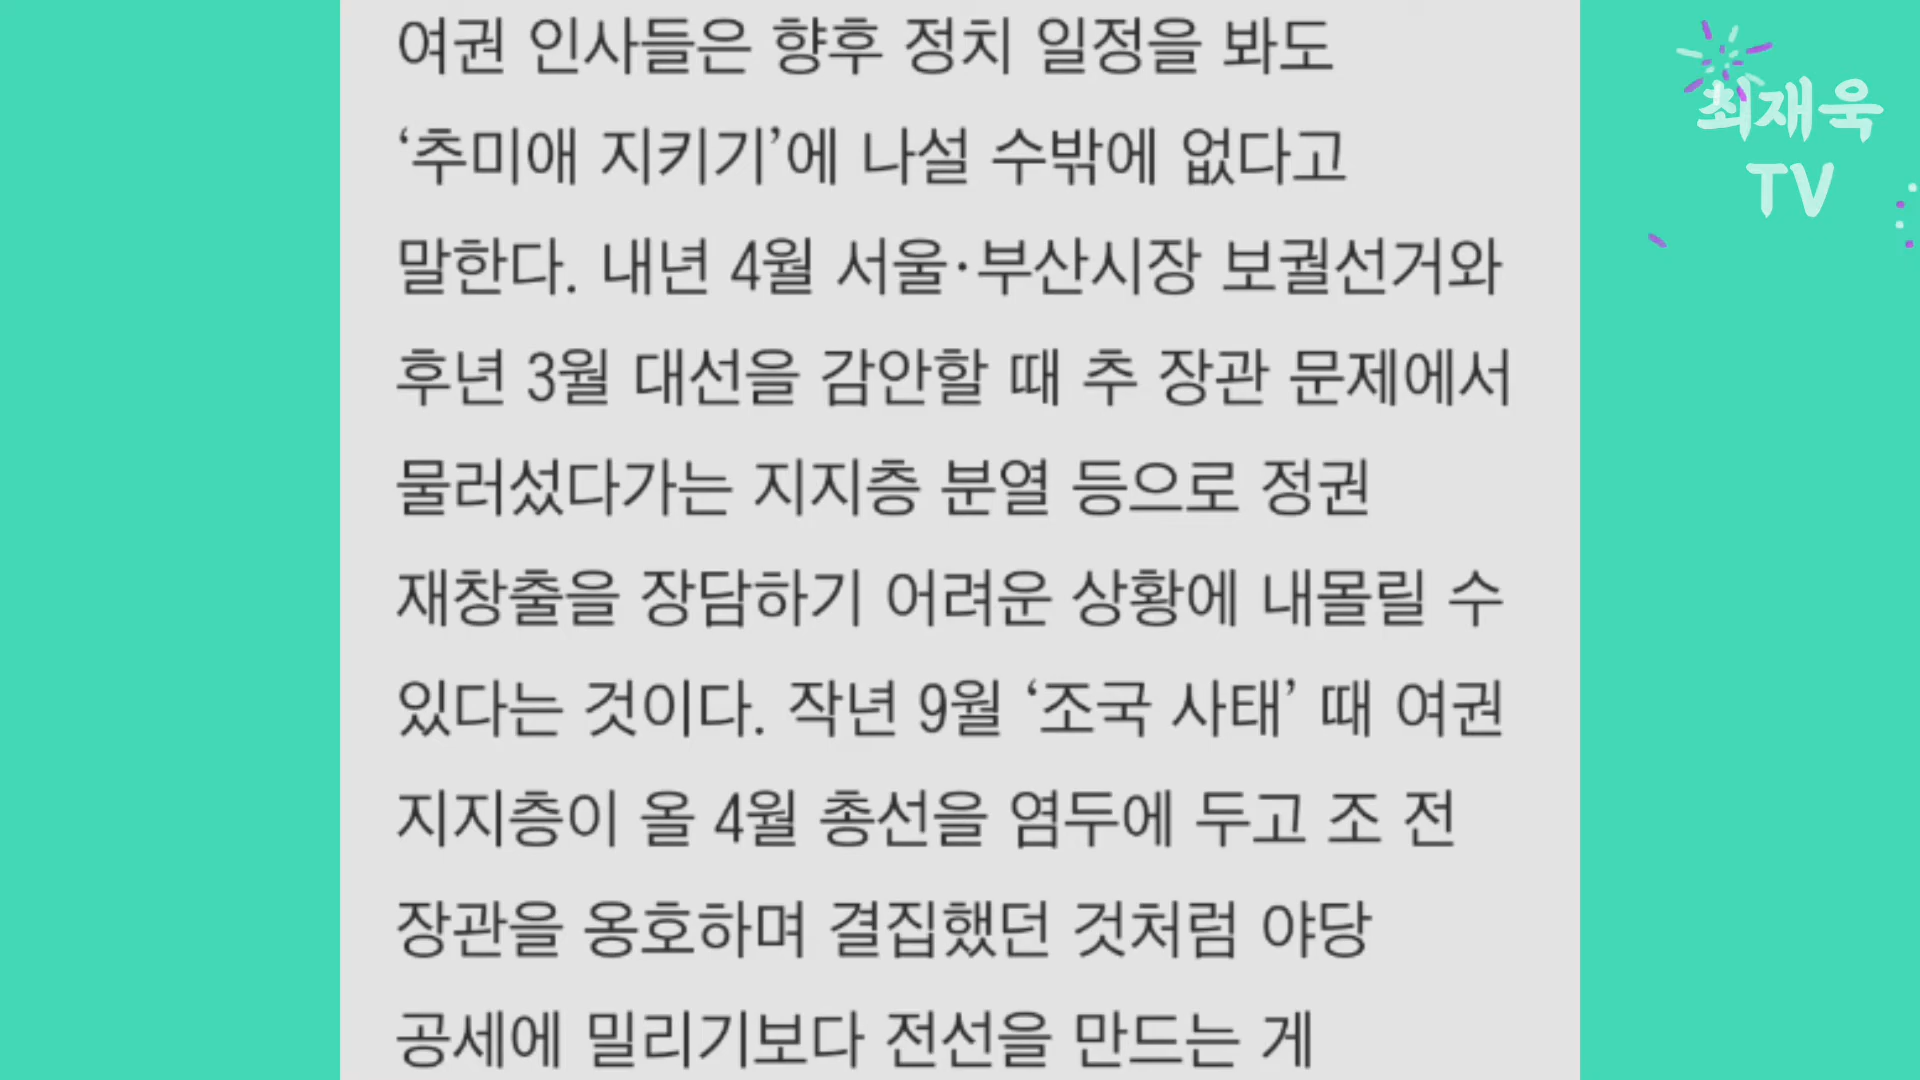 여권 인사들은 향후 정치 일정을 봐도
‘추미애 지키기’에 나설 수밖에 없다고
말한다. 내년 4월 서울·부산시장 보궐선거와
후년 3월 대선을 감안할 때 추 장관 문제에서
물러섰다가는 지지층 분열 등으로 정권
재창출을 장담하기 어려운 상황에 내몰릴 수
있다는 것이다. 작년 9월 ‘조국 사태’ 때 여권
지지층이 올 4월 총선을 염두에 두고 조 전
장관을 옹호하며 결집했던 것처럼 야당
공세에 밀리기보다 전선을 만드는 게
최재욱
TV